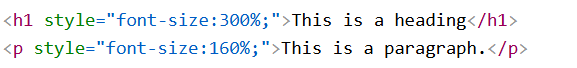 <h1 style="font-size:300%;">This is a heading</h1>
<p style="font-size:160%;">This is a paragraph.</p>